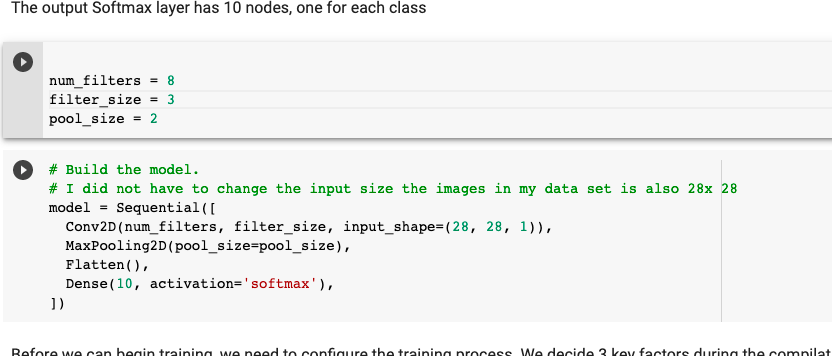 The output Softmax layer has 10 nodes, one for each class
num_filters = 8
filter_size = 3
pool_size = 2
# Build the model.
# I did not have to change the input size the images in my data set is also 28x 28
model = Sequential([
  Conv2D(num_filters, filter_size, input_shape=(28, 28, 1)),
  MaxPooling2D(pool_size=pool_size),
  Flatten(),
  Dense(10, activation='softmax'),
])
Before we can begin training, we need to configure the training process. We decide 3 key factors during the compilat